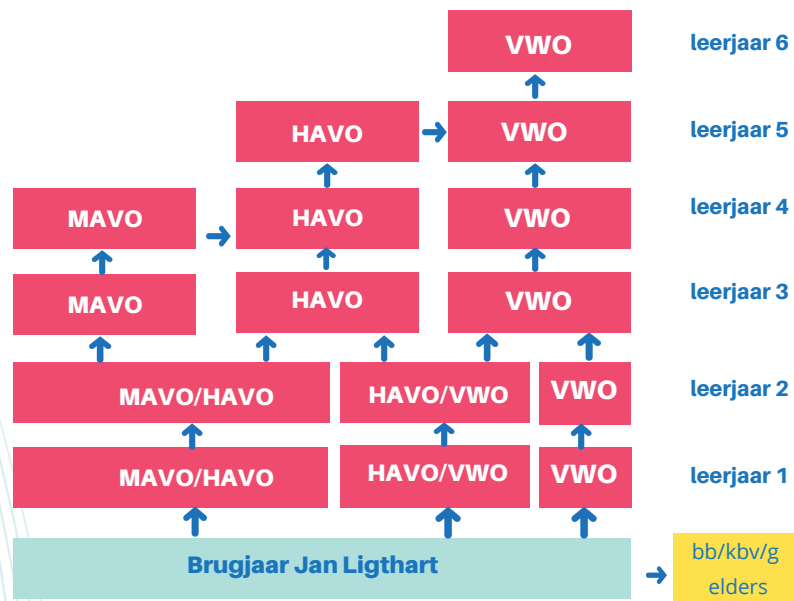 VWO leerjaar 6
HAVO VWO leerjaar 5
MAVO HAVO VWO leerjaar 4
MAVO HAVO VWO leerjaar 3
MAVO/HAVO HAVO/VWO VWO leerjaar 2
MAVO/HAVO HAVO/VWO VWO leerjaar 1
Brugjaar Jan Ligthart bb/kbv/g
elders